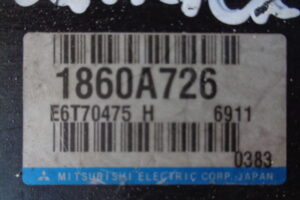 1860A726
E6T70475 H 6911
0383
MITSUBISHI ELECTRIC CORP. JAPAN